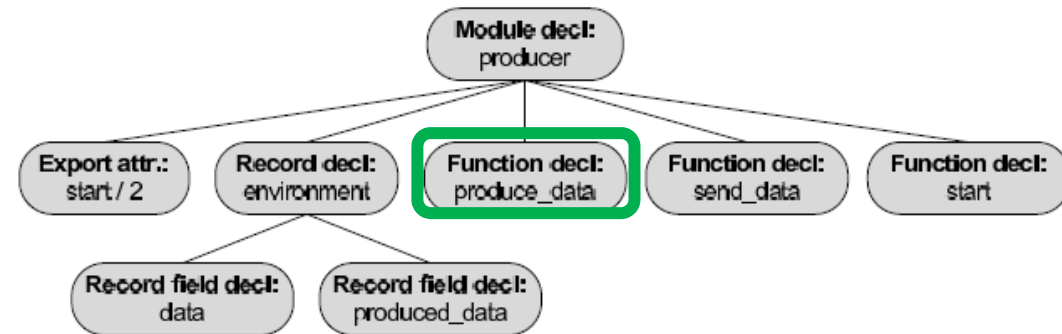 Module decl:
producer
Export attr.:
start / 2
Record decl:
environment
Function decl:
produce_data
Function decl:
send_data
Function decl:
start
Record field decl:
data
Record field decl:
produced_data